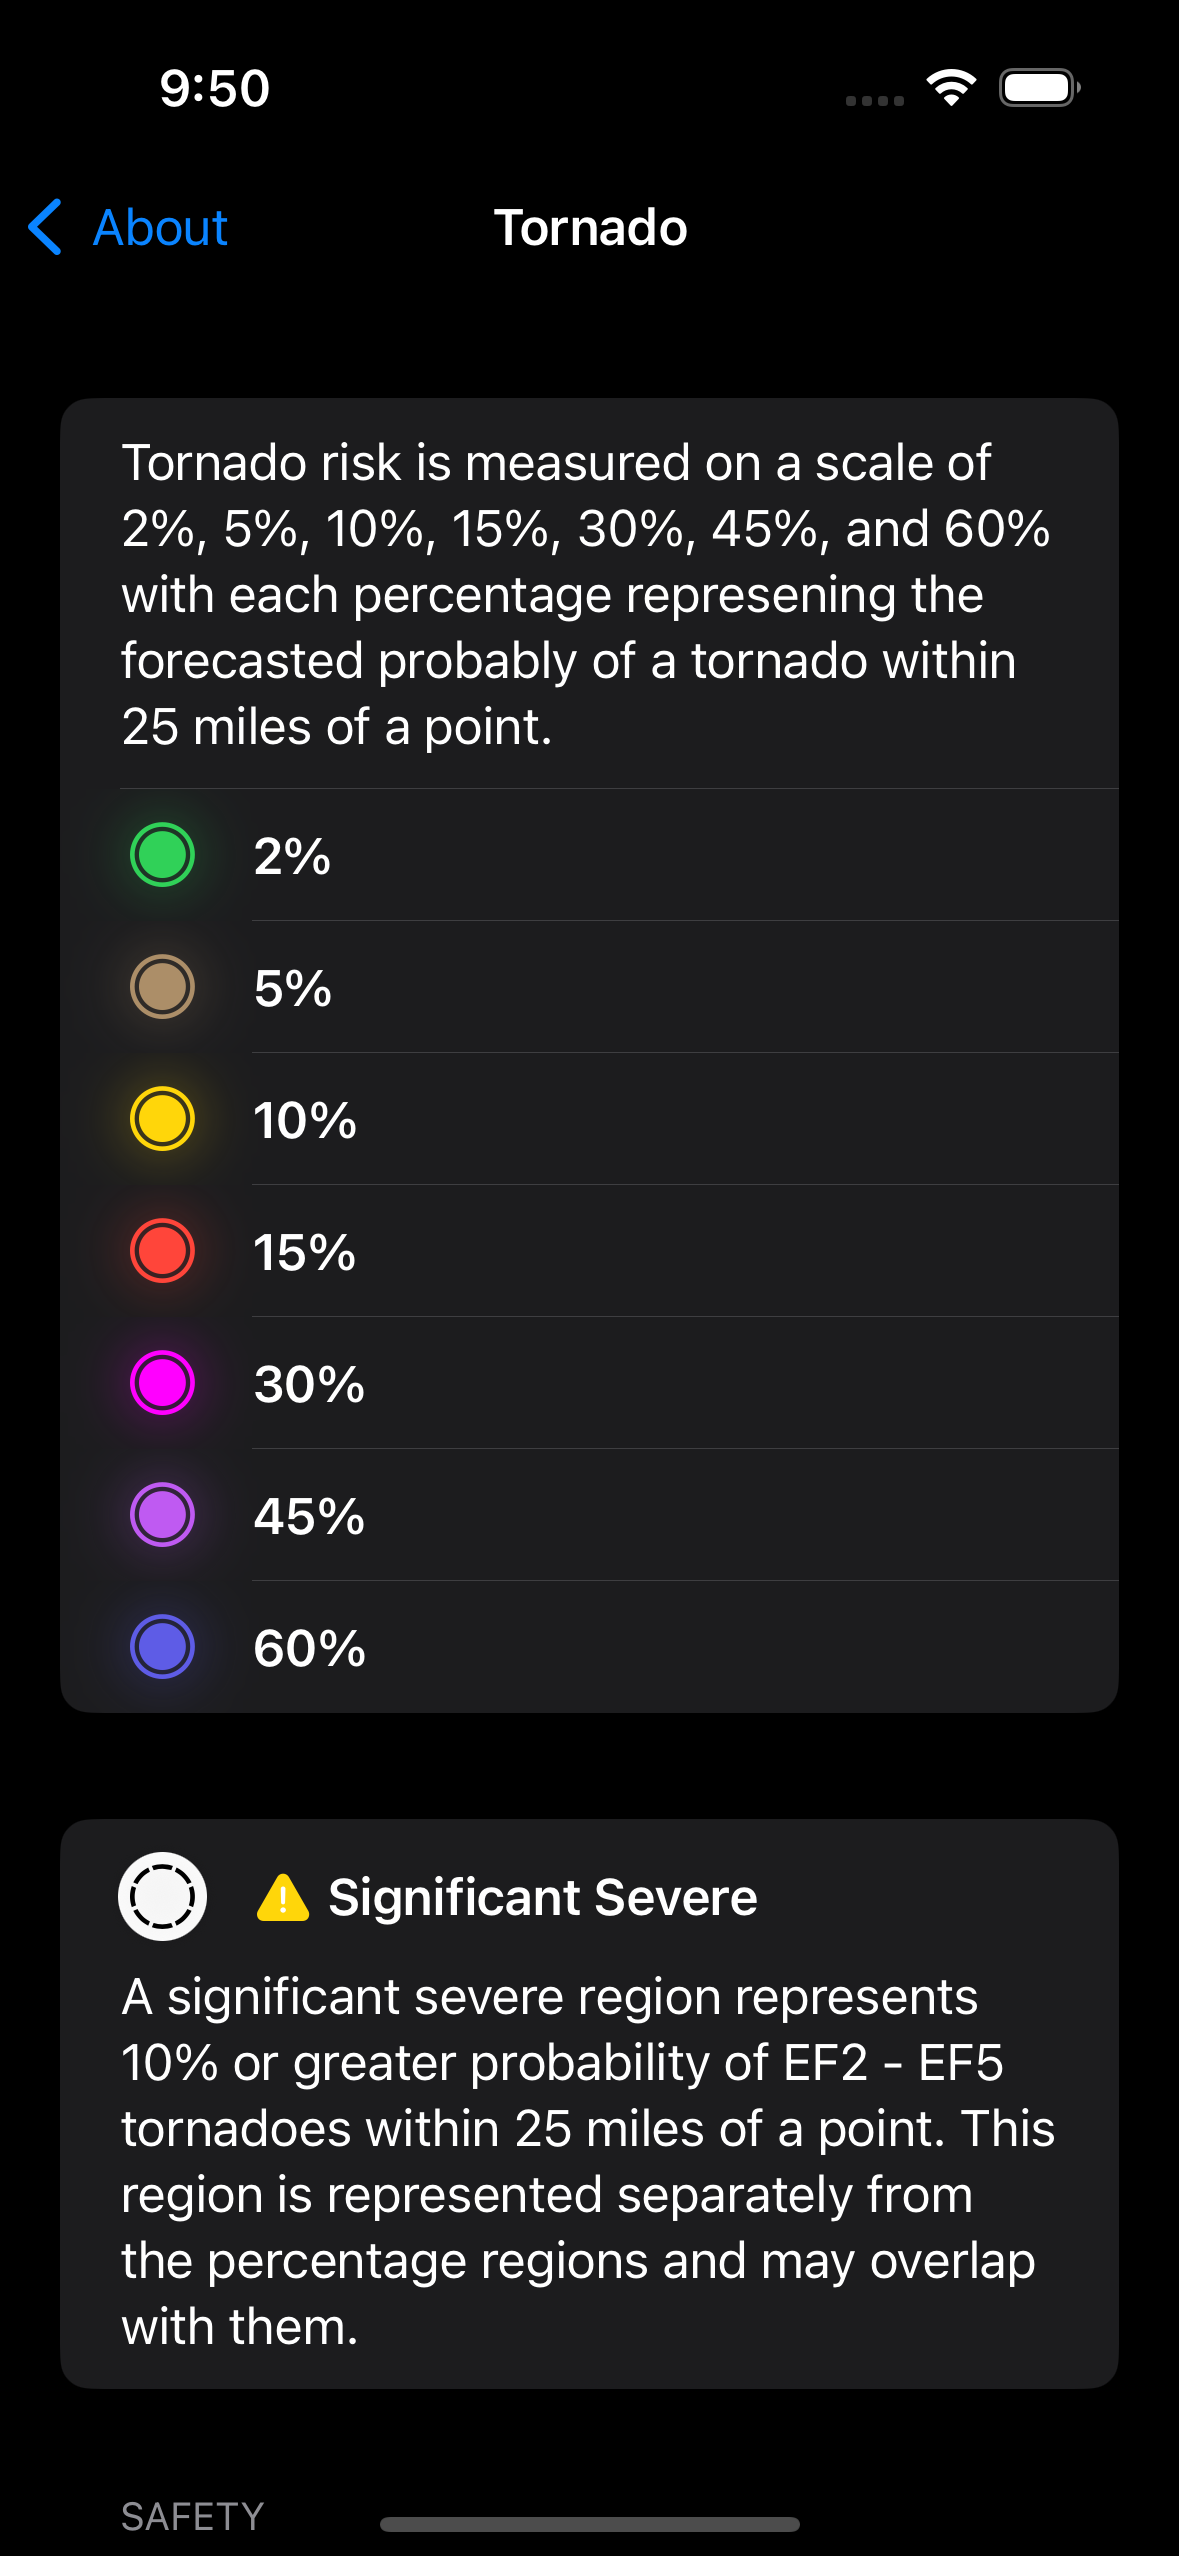 9:50
About
Tornado
Tornado risk is measured on a scale of
2%, 5%, 10%, 15%, 30%, 45%, and 60%
with each percentage represening the
forecasted probably of a tornado within
25 miles of a point.
2%
5%
10%
15%
30%
45%
60%
Significant Severe
A significant severe region represents
10% or greater probability of EF2 - EF5
tornadoes within 25 miles of a point. This
region is represented separately from
the percentage regions and may overlap
with them.
SAFETY